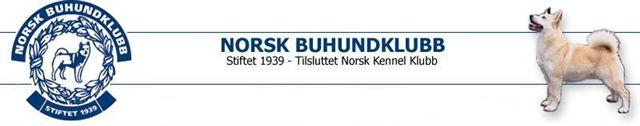 NORSK BUHUNDKLUBB
STIFTET 1939
NORSK BUHUNDKLUBB
Stiftet 1939 - Tilsluttet Norsk Kennel Klubb